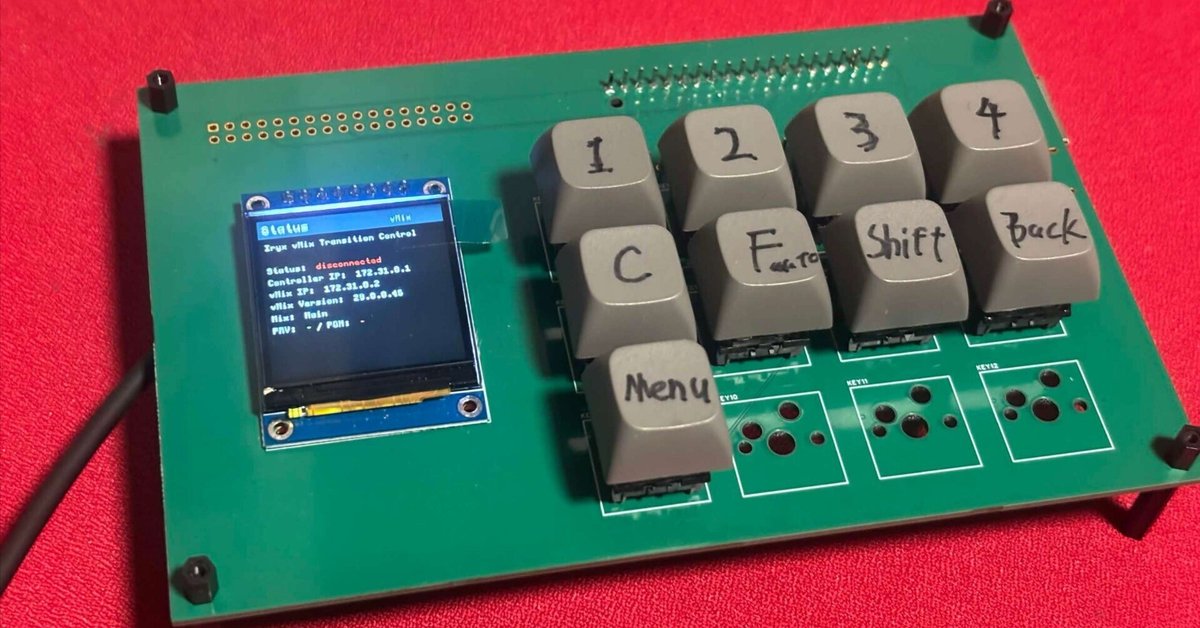 Status
vMix
Iryx vMix Transition Control
Status: disconnected
Controller IP: 172.31.0.1
vMix IP: 172.31.0.2
vMix Version: 29.0.0.46
Mix: Main
PRV: - / PGM: -
1
2
3
4
C
F
Shift
Back
Menu
KEY11
KEY12